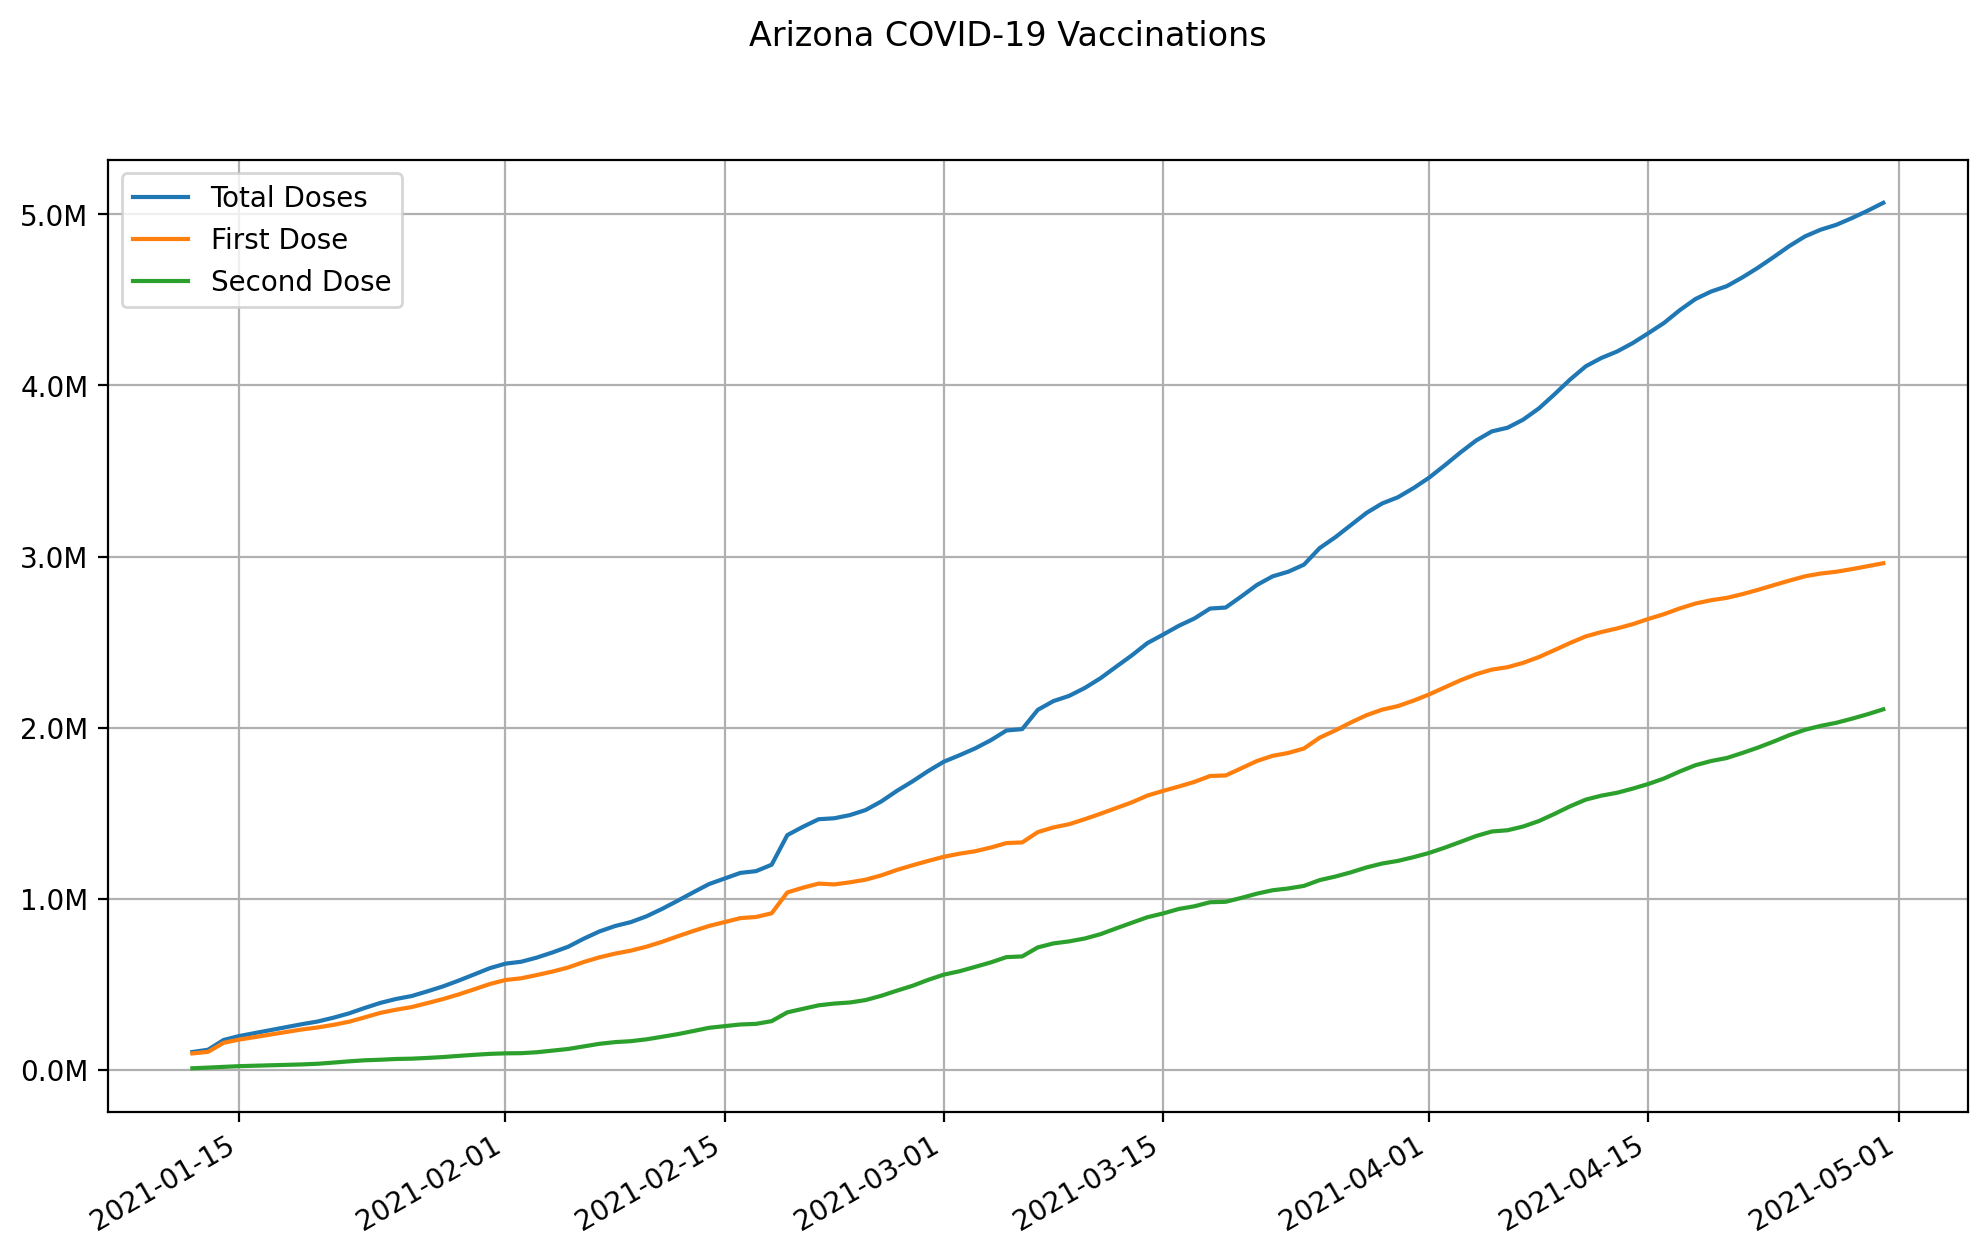 Arizona COVID-19 Vaccinations
Total Doses
First Dose
Second Dose
5.0M
4.0M
3.0M
2.0M
1.0M
0.0M
2021-01-15
2021-02-01
2021-02-15
2021-03-01
2021-03-15
2021-04-01
2021-04-15
2021-05-01